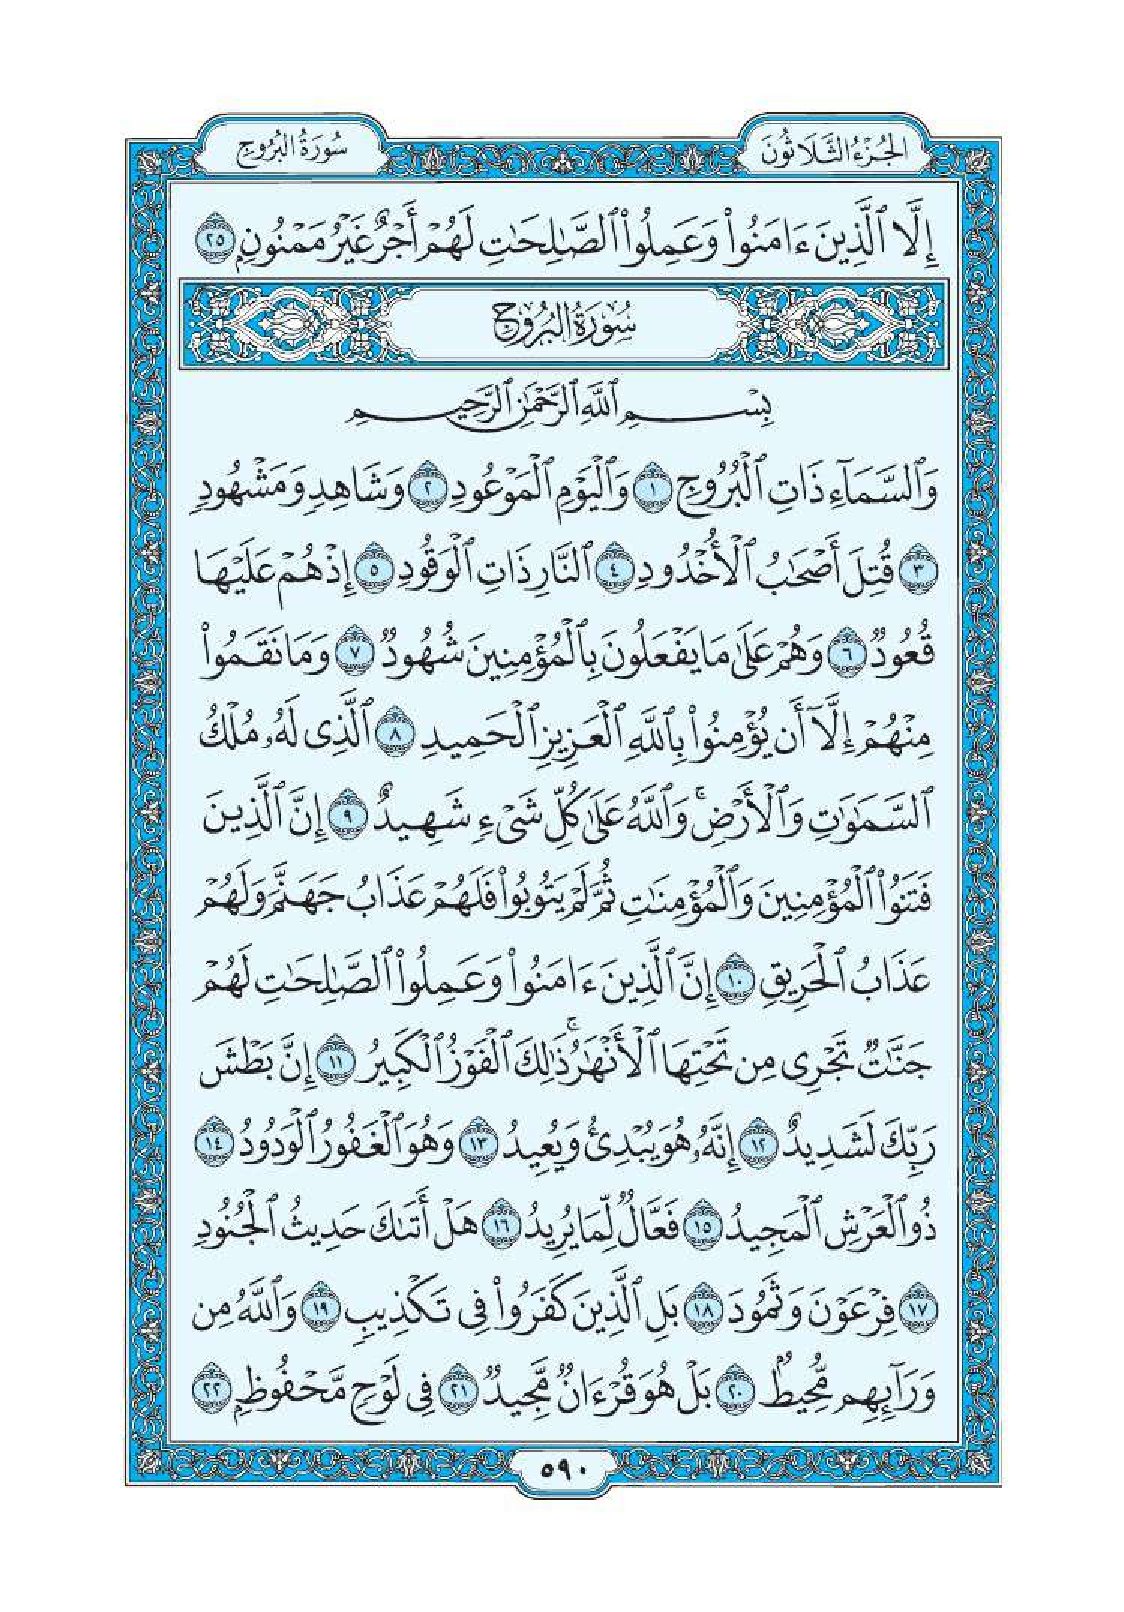 الجُزْءُ الثَّلَاثُونَ
سُورَةُ البُرُوجِ
إِلَّا ٱلَّذِينَ ءَامَنُوا۟ وَعَمِلُوا۟ ٱلصَّـٰلِحَـٰتِ لَهُمْ أَجْرٌ غَيْرُ مَمْنُونٍۭ ٢٥
سُورَةُ البُرُوجِ
بِسْمِ ٱللَّهِ ٱلرَّحْمَـٰنِ ٱلرَّحِيمِ
وَٱلسَّمَآءِ ذَاتِ ٱلْبُرُوجِ ١ وَٱلْيَوْمِ ٱلْمَوْعُودِ ٢ وَشَاهِدٍ وَمَشْهُودٍ
٣ قُتِلَ أَصْحَـٰبُ ٱلْأُخْدُودِ ٤ ٱلنَّارِ ذَاتِ ٱلْوَقُودِ ٥ إِذْ هُمْ عَلَيْهَا
قُعُودٌ ٦ وَهُمْ عَلَىٰ مَا يَفْعَلُونَ بِٱلْمُؤْمِنِينَ شُهُودٌ ٧ وَمَا نَقَمُوا۟
مِنْهُمْ إِلَّآ أَن يُؤْمِنُوا۟ بِٱللَّهِ ٱلْعَزِيزِ ٱلْحَمِيدِ ٨ ٱلَّذِى لَهُۥ مُلْكُ
ٱلسَّمَـٰوَٰتِ وَٱلْأَرْضِ ۚ وَٱللَّهُ عَلَىٰ كُلِّ شَىْءٍ شَهِيدٌ ٩ إِنَّ ٱلَّذِينَ
فَتَنُوا۟ ٱلْمُؤْمِنِينَ وَٱلْمُؤْمِنَـٰتِ ثُمَّ لَمْ يَتُوبُوا۟ فَلَهُمْ عَذَابُ جَهَنَّمَ وَلَهُمْ
عَذَابُ ٱلْحَرِيقِ ١٠ إِنَّ ٱلَّذِينَ ءَامَنُوا۟ وَعَمِلُوا۟ ٱلصَّـٰلِحَـٰتِ لَهُمْ
جَنَّـٰتٌ تَجْرِى مِن تَحْتِهَا ٱلْأَنْهَـٰرُ ۚ ذَٰلِكَ ٱلْفَوْزُ ٱلْكَبِيرُ ١١ إِنَّ بَطْشَ
رَبِّكَ لَشَدِيدٌ ١٢ إِنَّهُۥ هُوَ يُبْدِئُ وَيُعِيدُ ١٣ وَهُوَ ٱلْغَفُورُ ٱلْوَدُودُ ١٤
ذُو ٱلْعَرْشِ ٱلْمَجِيدُ ١٥ فَعَّالٌ لِّمَا يُرِيدُ ١٦ هَلْ أَتَىٰكَ حَدِيثُ ٱلْجُنُودِ
١٧ فِرْعَوْنَ وَثَمُودَ ١٨ بَلِ ٱلَّذِينَ كَفَرُوا۟ فِى تَكْذِيبٍ ١٩ وَٱللَّهُ مِن
وَرَآئِهِم مُّحِيطٌۢ ٢٠ بَلْ هُوَ قُرْءَانٌ مَّجِيدٌ ٢١ فِى لَوْحٍ مَّحْفُوظٍۭ ٢٢
٥٩٠